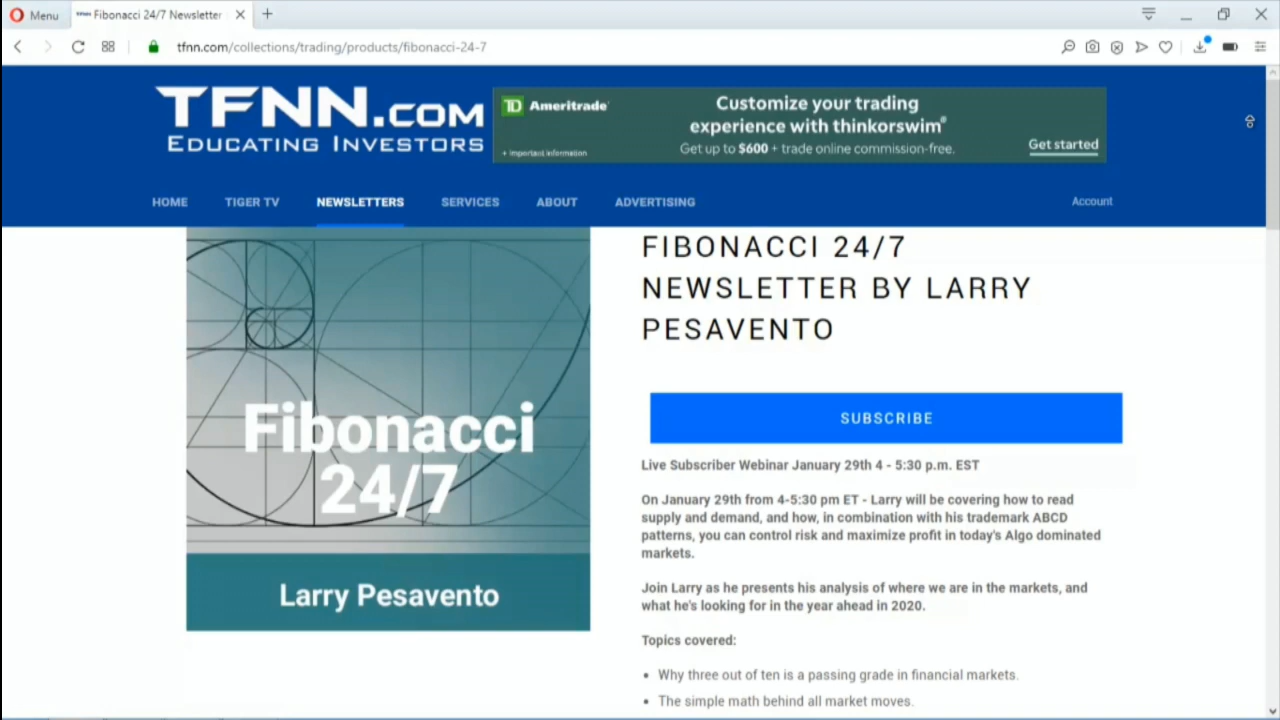 Menu
Fibonacci 24/7 Newsletter
tfnn.com/collections/trading/products/fibonacci-24-7
TFNN.COM
EDUCATING INVESTORS
TD Ameritrade
+ important information
Customize your trading
experience with thinkorswim®
Get up to $600 + trade online commission-free.
Get started
HOME
TIGER TV
NEWSLETTERS
SERVICES
ABOUT
ADVERTISING
Account
Fibonacci
24/7
Larry Pesavento
FIBONACCI 24/7
NEWSLETTER BY LARRY
PESAVENTO
SUBSCRIBE
Live Subscriber Webinar January 29th 4 - 5:30 p.m. EST
On January 29th from 4-5:30 pm ET - Larry will be covering how to read
supply and demand, and how, in combination with his trademark ABCD
patterns, you can control risk and maximize profit in today's Algo dominated
markets.
Join Larry as he presents his analysis of where we are in the markets, and
what he's looking for in the year ahead in 2020.
Topics covered:
• Why three out of ten is a passing grade in financial markets.
• The simple math behind all market moves.